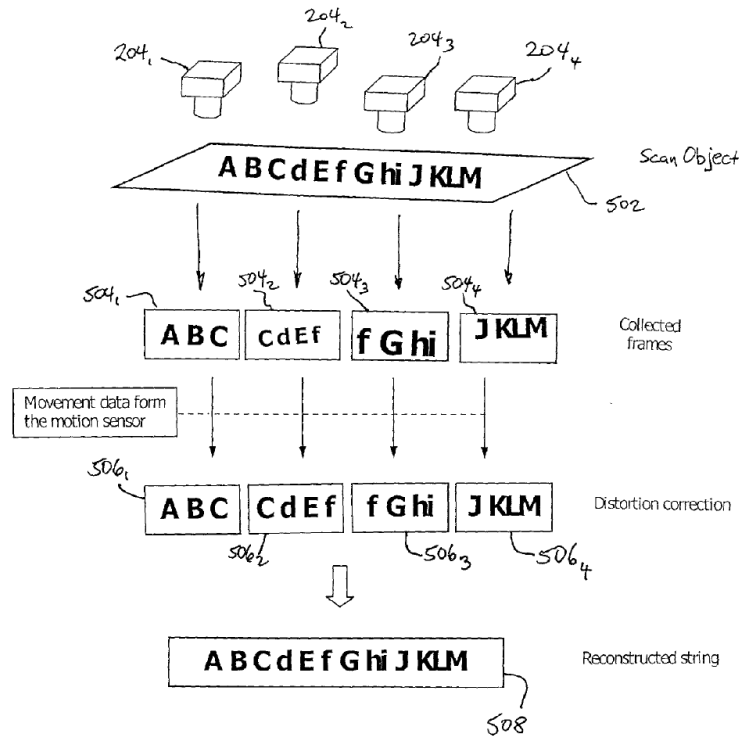 204₁ 204₂ 204₃ 204₄
ABCdEfGhiJKLM
Scan Object
502
504₁ 504₂ 504₃ 504₄
ABC CdEf fGhi JKLM
Collected
frames
Movement data form
the motion sensor
506₁
ABC CdEf fGhi JKLM
Distortion correction
506₂ 506₃ 506₄
ABCdEfGhiJKLM
Reconstructed string
508